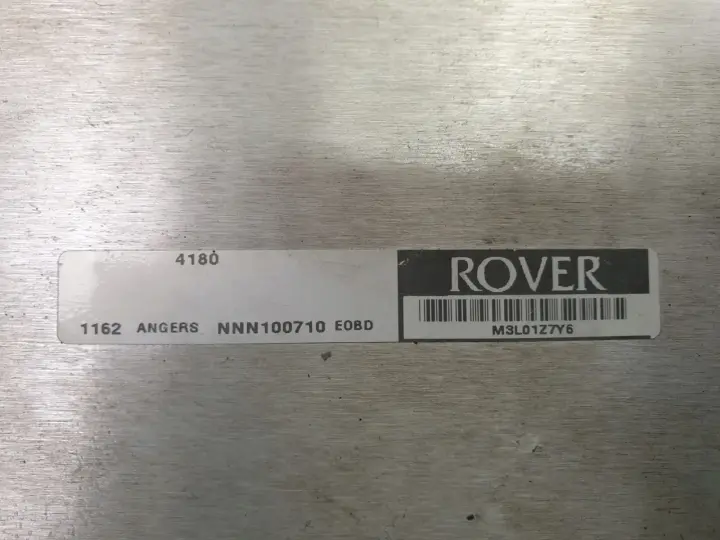 4180
1162 ANGERS NNN100710 EOBD
ROVER
M3L01Z7Y6